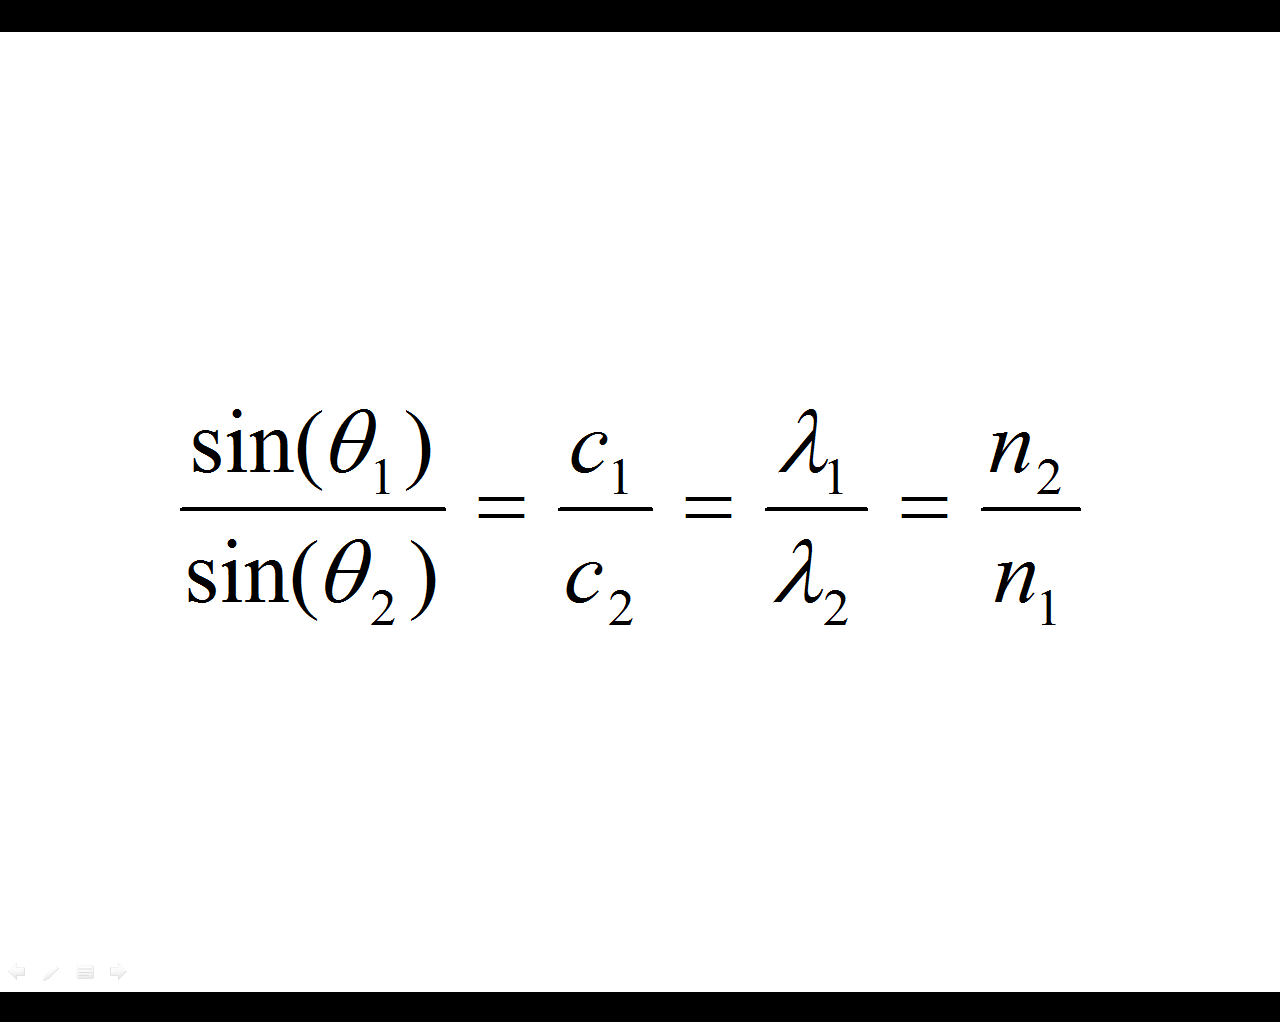 sin(θ₁)/sin(θ₂) = c₁/c₂ = λ₁/λ₂ = n₂/n₁